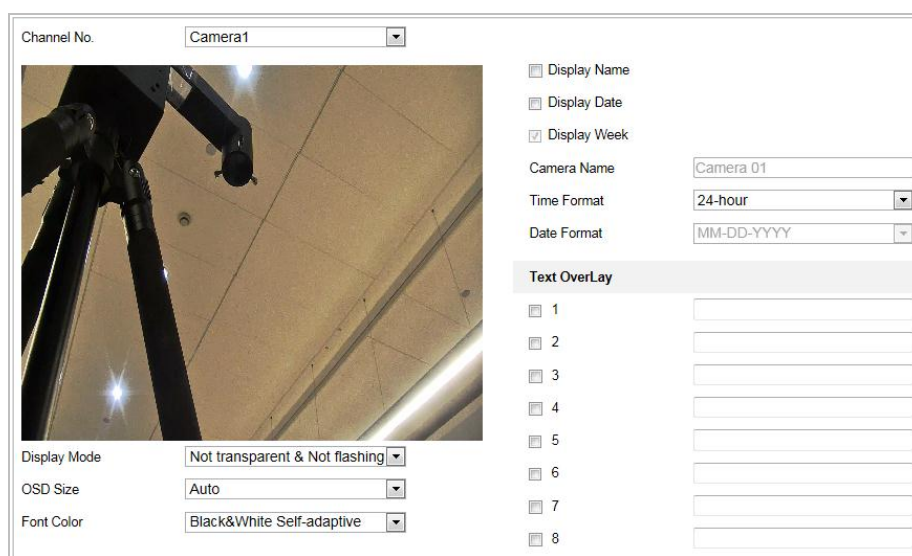 Channel No. Camera1
Display Name
Display Date
Display Week
Camera Name Camera 01
Time Format 24-hour
Date Format MM-DD-YYYY
Text OverLay
1
2
3
4
5
6
7
8
Display Mode Not transparent & Not flashing
OSD Size Auto
Font Color Black&White Self-adaptive